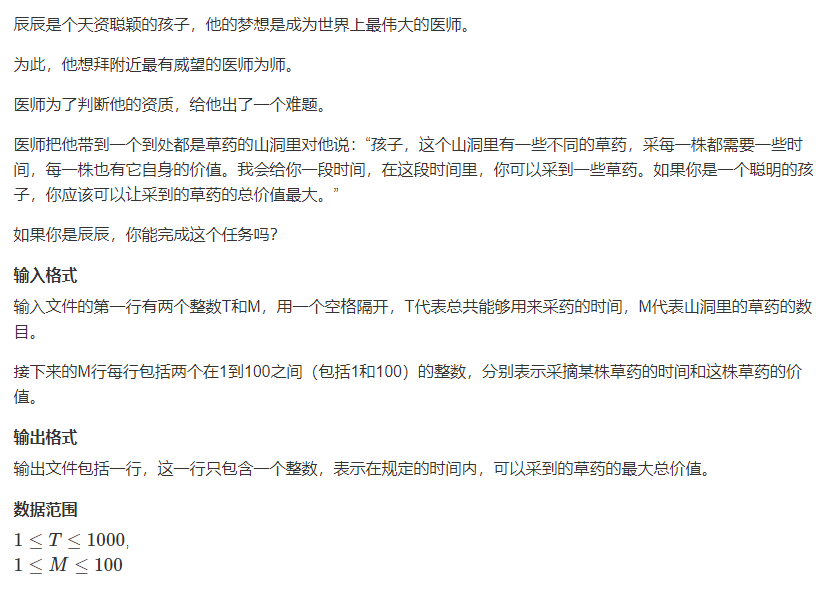 辰辰是个天资聪颖的孩子，他的梦想是成为世界上最伟大的医师。
为此，他想拜附近最有威望的医师为师。
医师为了判断他的资质，给他出了一个难题。
医师把他带到一个到处都是草药的山洞里对他说：“孩子，这个山洞里有一些不同的草药，采每一株都需要一些时
间，每一株也有它自身的价值。我会给你一段时间，在这段时间里，你可以采到一些草药。如果你是一个聪明的孩
子，你应该可以让采到的草药的总价值最大。”
如果你是辰辰，你能完成这个任务吗？
输入格式
输入文件的第一行有两个整数T和M，用一个空格隔开，T代表总共能够用来采药的时间，M代表山洞里的草药的数
目。
接下来的M行每行包括两个在1到100之间（包括1和100）的整数，分别表示采摘某株草药的时间和这株草药的价
值。
输出格式
输出文件包括一行，这一行只包含一个整数，表示在规定的时间内，可以采到的草药的最大总价值。
数据范围
1 ≤ T ≤ 1000,
1 ≤ M ≤ 100